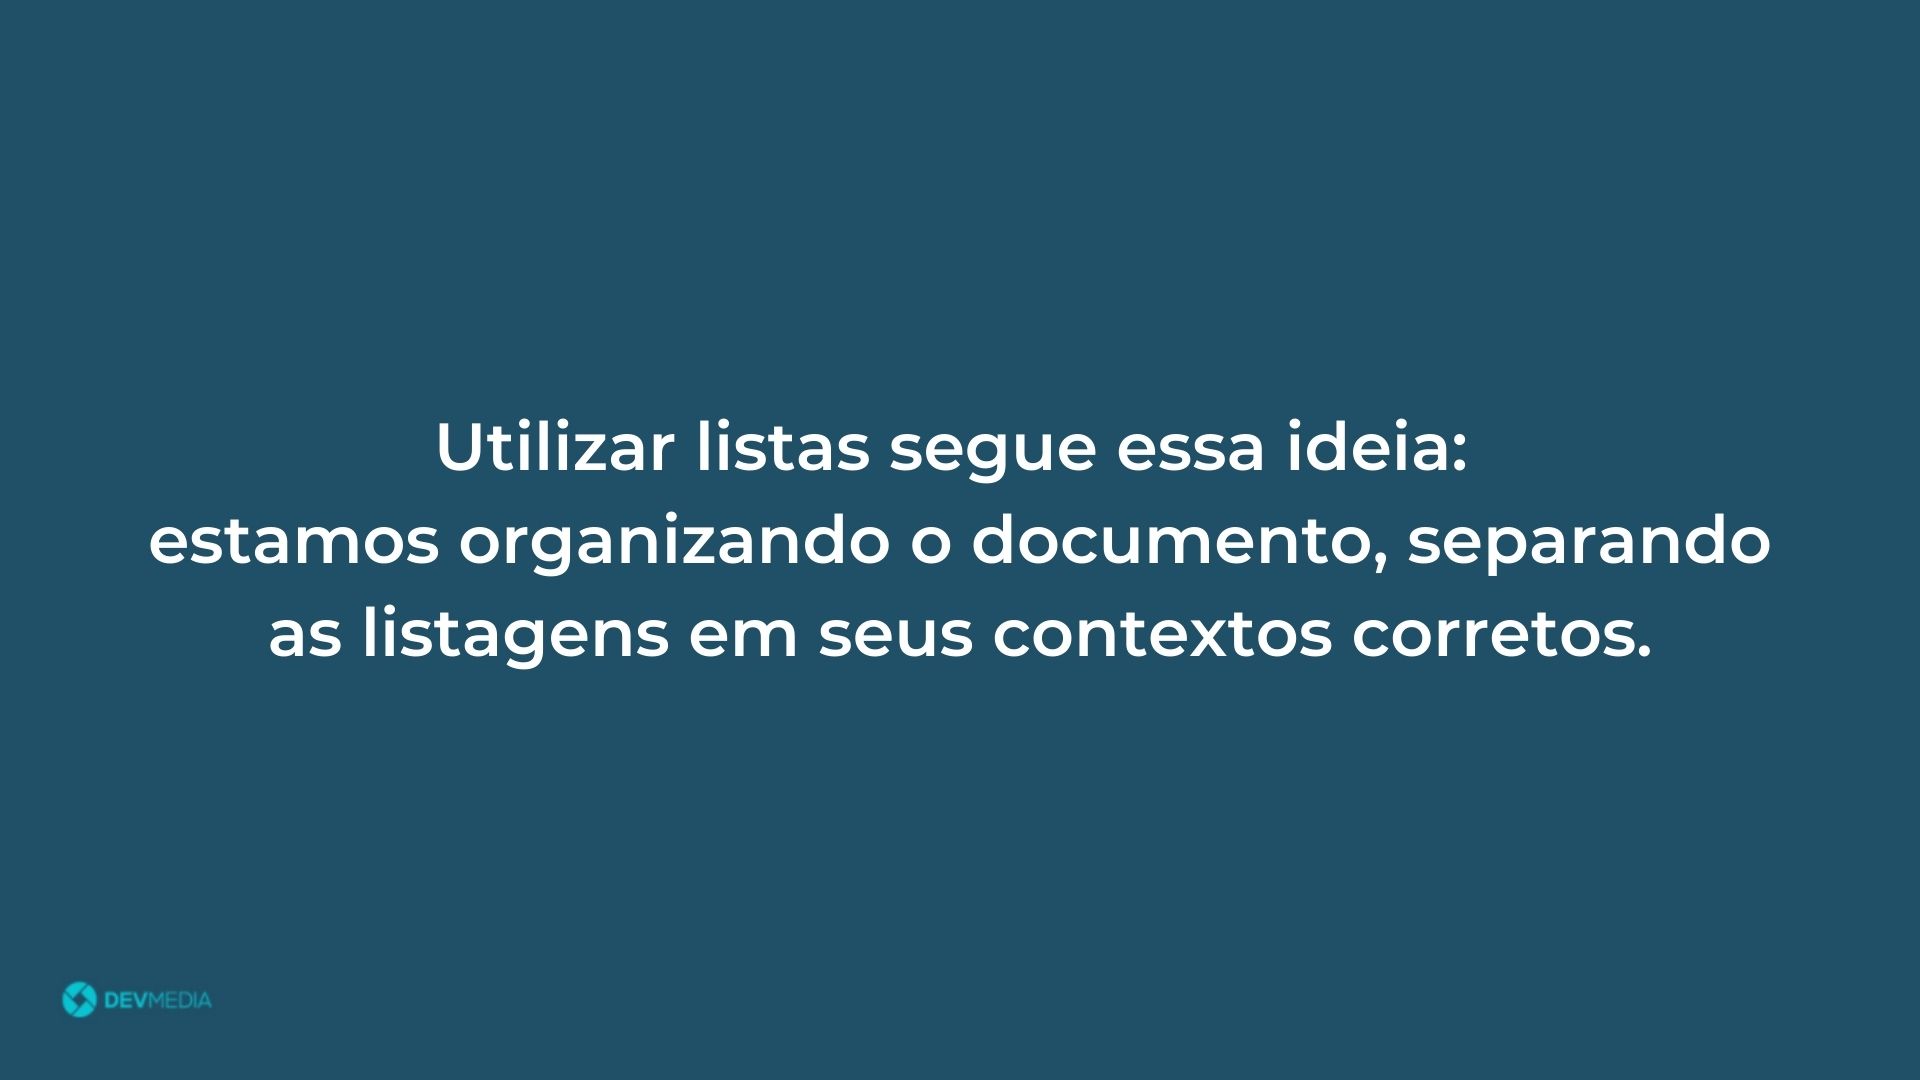 Utilizar listas segue essa ideia:
estamos organizando o documento, separando
as listagens em seus contextos corretos.
DEVMEDIA